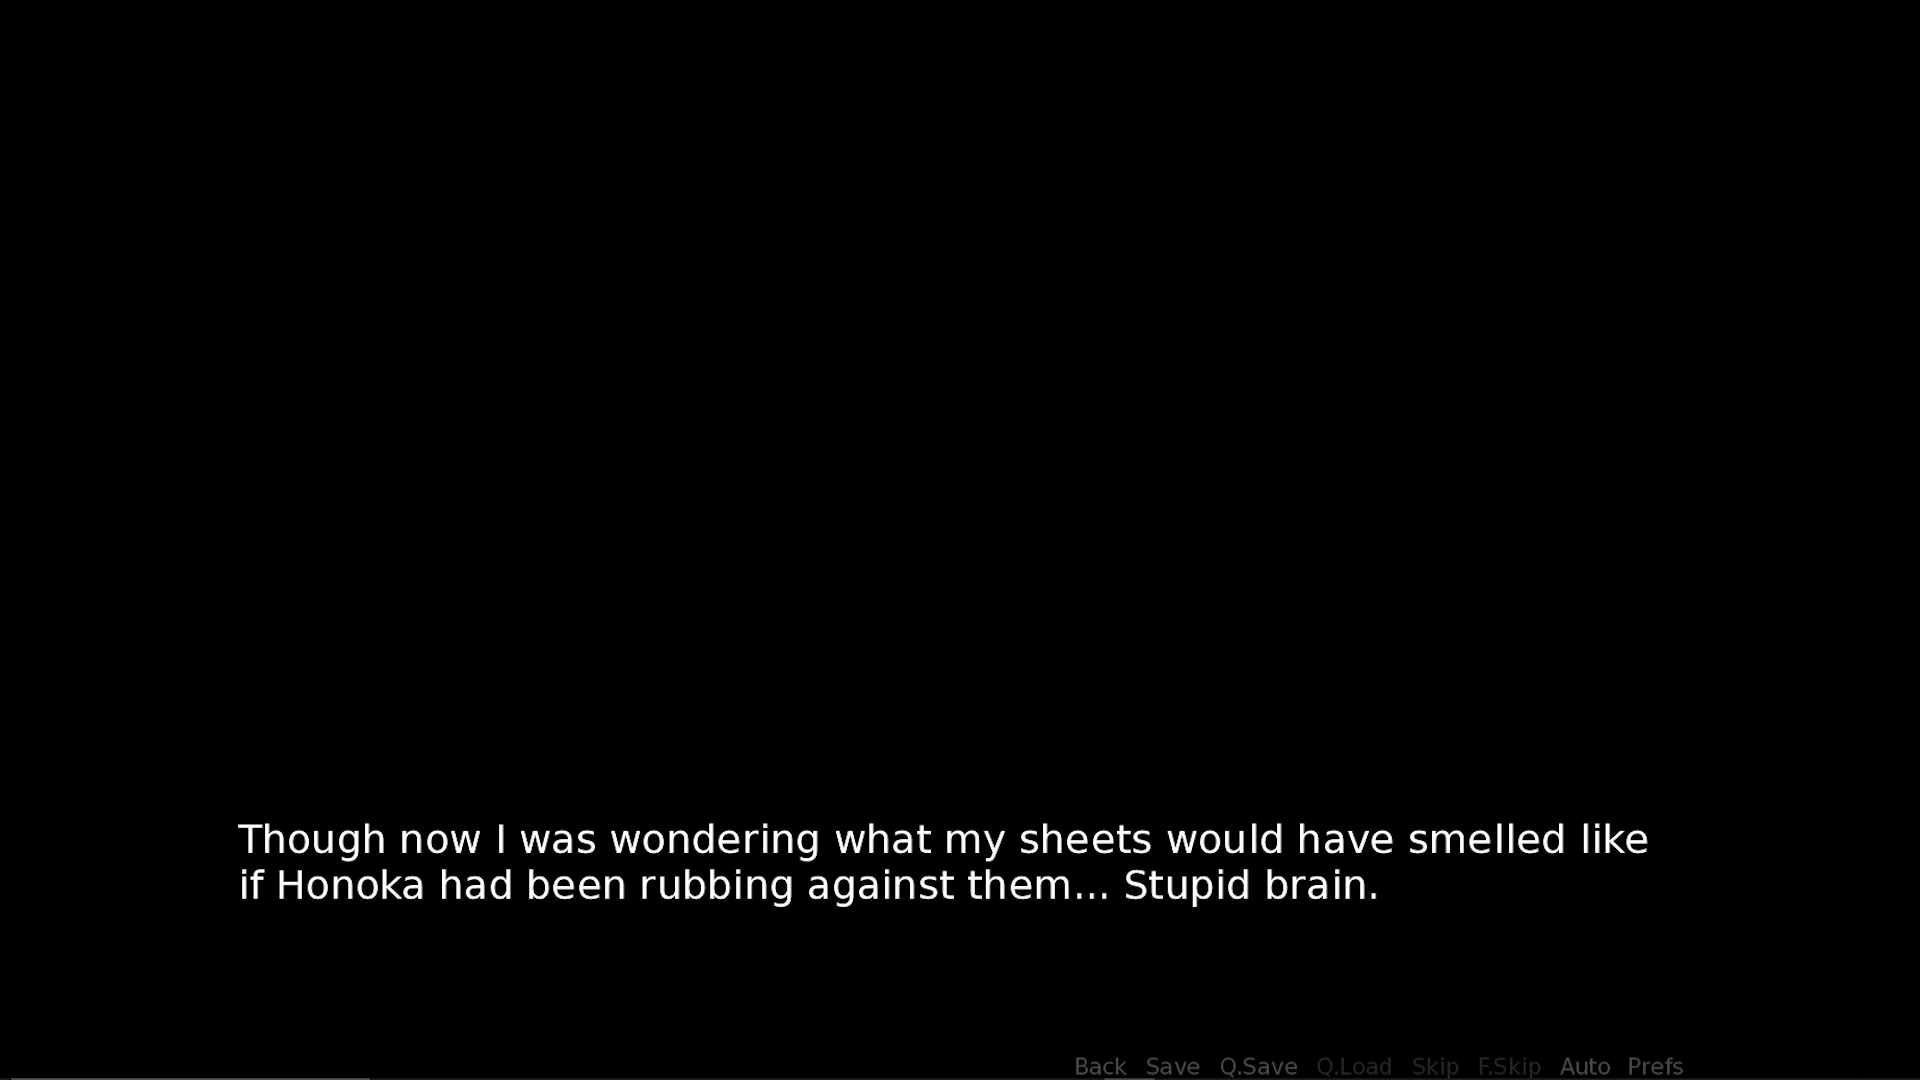 Though now I was wondering what my sheets would have smelled like
if Honoka had been rubbing against them... Stupid brain.
Back Save Q.Save Q.Load Skip F.Skip Auto Prefs